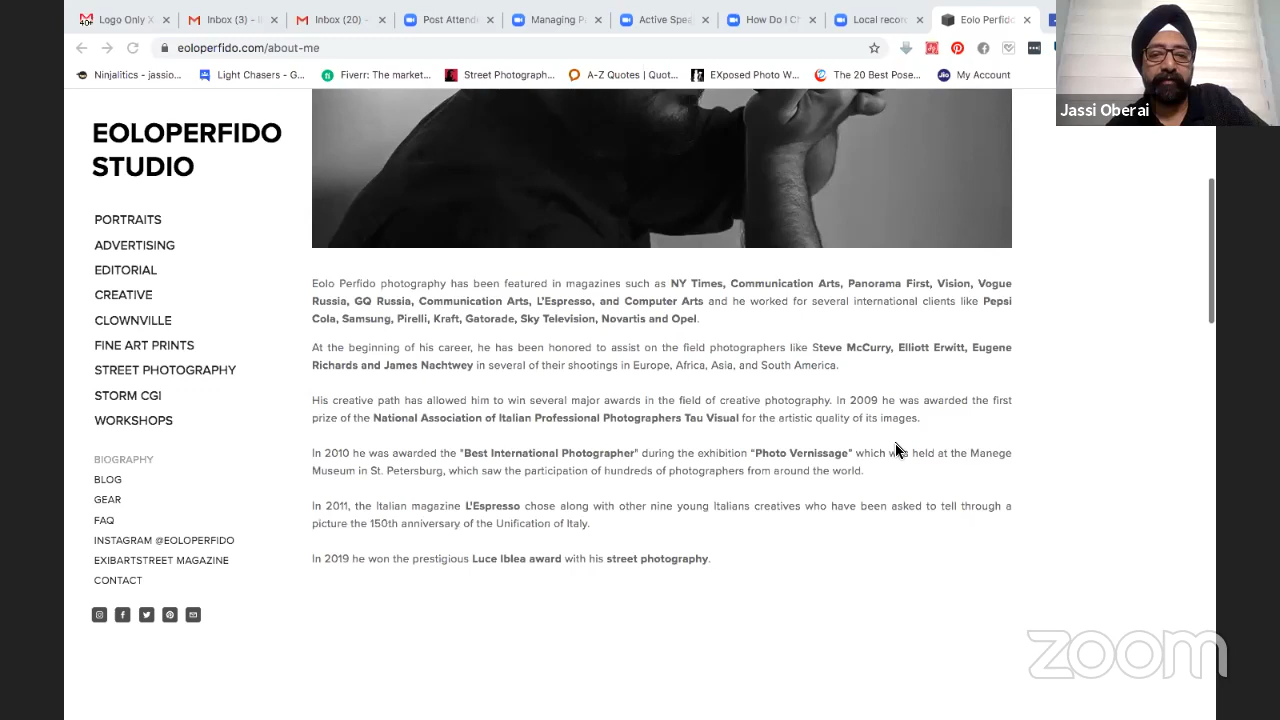 Logo Only X
Inbox (3) -
Inbox (20) -
Post Attend
Managing P
Active Spea
How Do I C
Local record
Eolo Perfido
eoloperfido.com/about-me
Ninjalitics - jassio...
Light Chasers - G...
Fiverr: The market...
Street Photograph...
A-Z Quotes | Quot...
EXposed Photo W...
The 20 Best Pose...
My Account
Jassi Oberai
EOLOPERFIDO
STUDIO
PORTRAITS
ADVERTISING
EDITORIAL
CREATIVE
CLOWNVILLE
FINE ART PRINTS
STREET PHOTOGRAPHY
STORM CGI
WORKSHOPS
BIOGRAPHY
BLOG
GEAR
FAQ
INSTAGRAM @EOLOPERFIDO
EXIBARTSTREET MAGAZINE
CONTACT
Eolo Perfido photography has been featured in magazines such as NY Times, Communication Arts, Panorama First, Vision, Vogue
Russia, GQ Russia, Communication Arts, L'Espresso, and Computer Arts and he worked for several international clients like Pepsi
Cola, Samsung, Pirelli, Kraft, Gatorade, Sky Television, Novartis and Opel.
At the beginning of his career, he has been honored to assist on the field photographers like Steve McCurry, Elliott Erwitt, Eugene
Richards and James Nachtwey in several of their shootings in Europe, Africa, Asia, and South America.
His creative path has allowed him to win several major awards in the field of creative photography. In 2009 he was awarded the first
prize of the National Association of Italian Professional Photographers Tau Visual for the artistic quality of its images.
In 2010 he was awarded the "Best International Photographer" during the exhibition "Photo Vernissage" which was held at the Manege
Museum in St. Petersburg, which saw the participation of hundreds of photographers from around the world.
In 2011, the Italian magazine L'Espresso chose along with other nine young Italians creatives who have been asked to tell through a
picture the 150th anniversary of the Unification of Italy.
In 2019 he won the prestigious Luce Iblea award with his street photography.
zoom